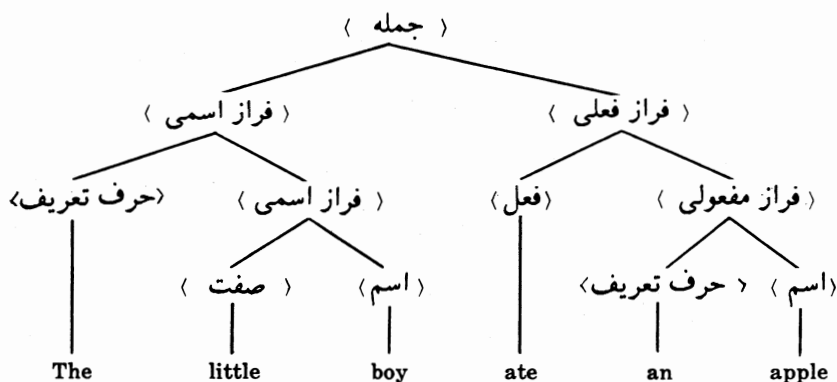 ⟨ جمله ⟩
⟨ فراز اسمی ⟩ ⟨ فراز فعلی ⟩
⟨حرف تعریف⟩ ⟨ فراز اسمی ⟩ ⟨فعل⟩ ⟨ فراز مفعولی ⟩
⟨ صفت ⟩ ⟨اسم⟩ ⟨حرف تعریف ⟩ ⟨اسم⟩
The little boy ate an apple